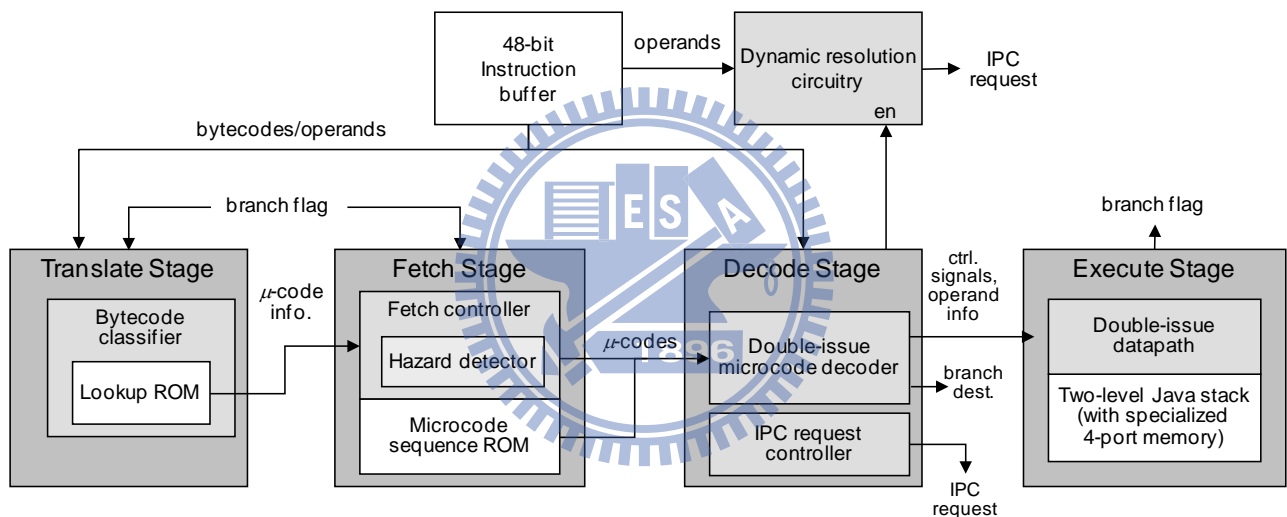 48-bit
Instruction
buffer
operands
Dynamic resolution
circuitry
en
IPC
request
bytecodes/operands
branch flag
branch flag
Translate Stage
Bytecode
classifier
Lookup ROM
μ-code
info.
Fetch Stage
Fetch controller
Hazard detector
Microcode
sequence ROM
μ-codes
Decode Stage
Double-issue
microcode decoder
IPC request
controller
ctrl.
signals,
operand
info
branch
dest.
IPC
request
Execute Stage
Double-issue
datapath
Two-level Java stack
(with specialized
4-port memory)
E S A
1896